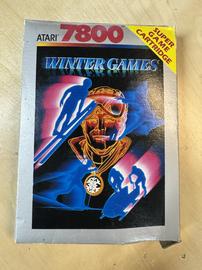 ATARI 7800
SUPER
GAME
CARTRIDGE
WINTER GAMES